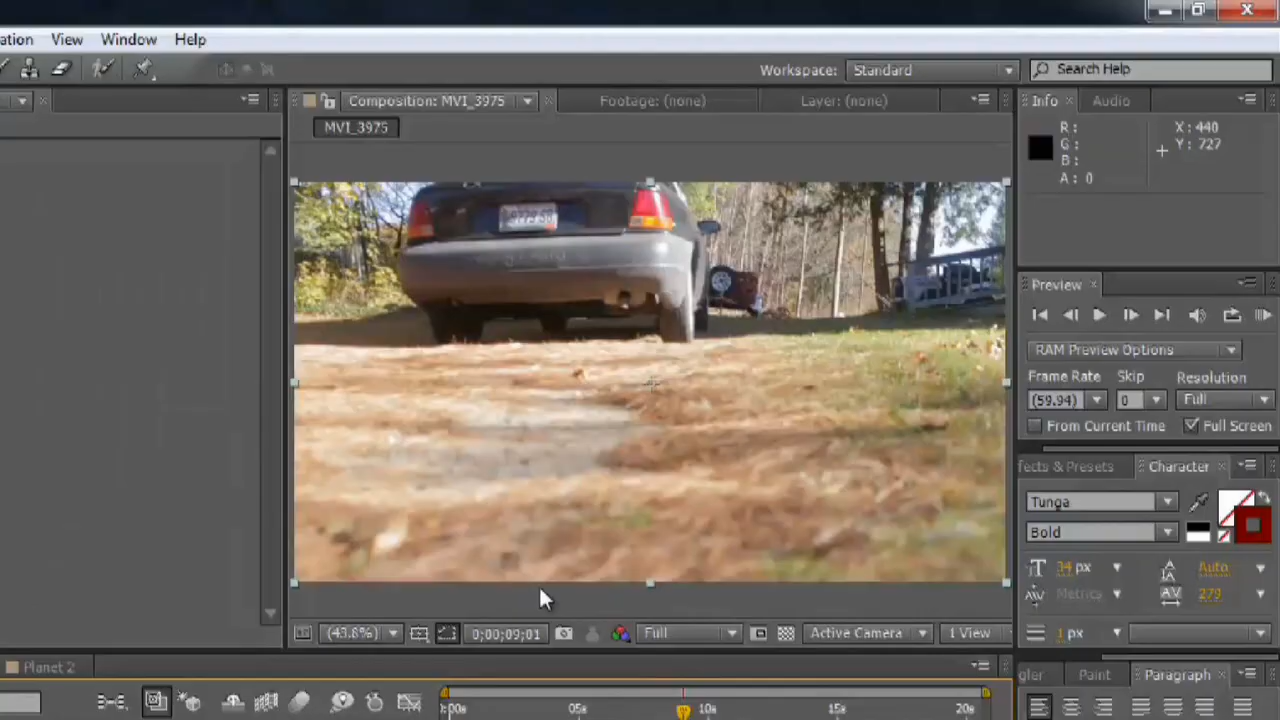 ation View Window Help
Workspace: Standard Search Help
Composition: MVI_3975 Footage: (none) Layer: (none) Info Audio
MVI_3975
R:
G:
B:
A: 0
X: 440
Y: 727
Preview
RAM Preview Options
Frame Rate Skip Resolution
(59.94) 0 Full
From Current Time Full Screen
fects & Presets Character
Tunga
Bold
34 px Auto
Metrics 279
1 px
(43.8%) 0;00;09;01 Full Active Camera 1 View
Planet 2
gler Paint Paragraph
:00s 05s 10s 15s 20s